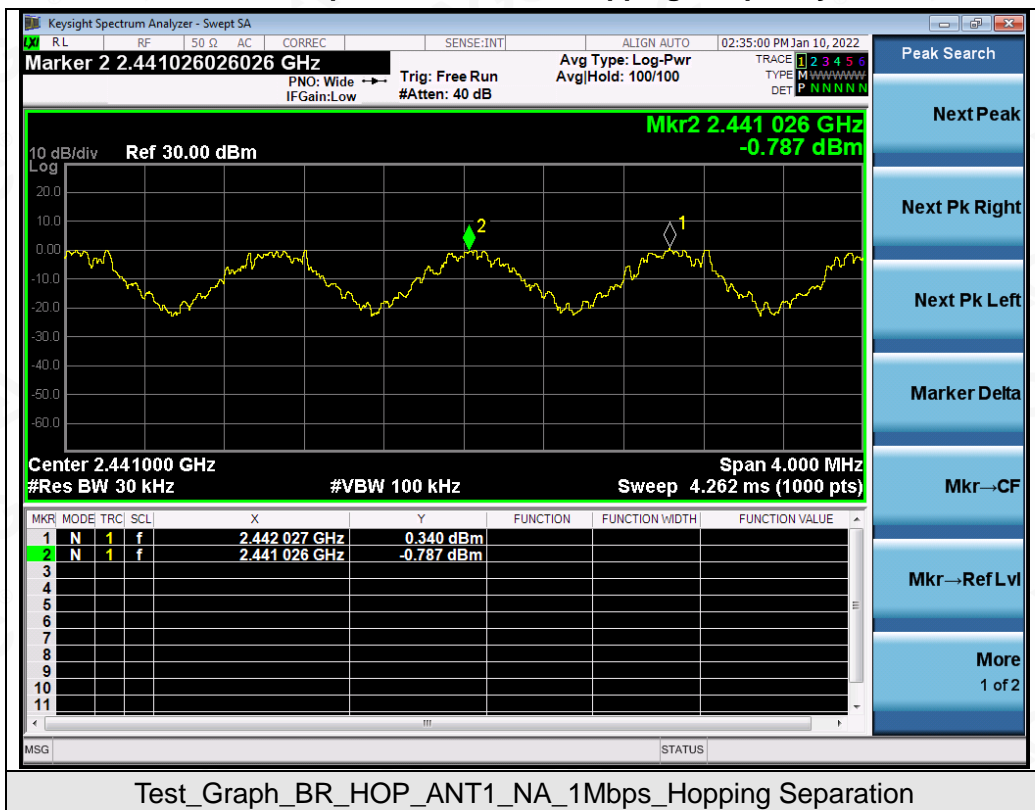 Keysight Spectrum Analyzer - Swept SA
LXI RL RF 50 Ω AC CORREC SENSE:INT ALIGN AUTO 02:35:00 PM Jan 10, 2022
Marker 2 2.441026026026 GHz
PNO: Wide
IFGain:Low
Trig: Free Run
#Atten: 40 dB
Avg Type: Log-Pwr
Avg|Hold: 100/100
TRACE 1 2 3 4 5 6
TYPE M WWWWW
DET P N N N N N
Mkr2 2.441 026 GHz
-0.787 dBm
10 dB/div Ref 30.00 dBm
Log
20.0
10.0
0.00
-10.0
-20.0
-30.0
-40.0
-50.0
-60.0
2
1
Center 2.441000 GHz Span 4.000 MHz
#Res BW 30 kHz #VBW 100 kHz Sweep 4.262 ms (1000 pts)
MKR MODE TRC SCL X Y FUNCTION FUNCTION WIDTH FUNCTION VALUE
1 N 1 f 2.442 027 GHz 0.340 dBm
2 N 1 f 2.441 026 GHz -0.787 dBm
3
4
5
6
7
8
9
10
11
MSG STATUS
Peak Search
Next Peak
Next Pk Right
Next Pk Left
Marker Delta
Mkr→CF
Mkr→Ref Lvl
More
1 of 2
Test_Graph_BR_HOP_ANT1_NA_1Mbps_Hopping Separation